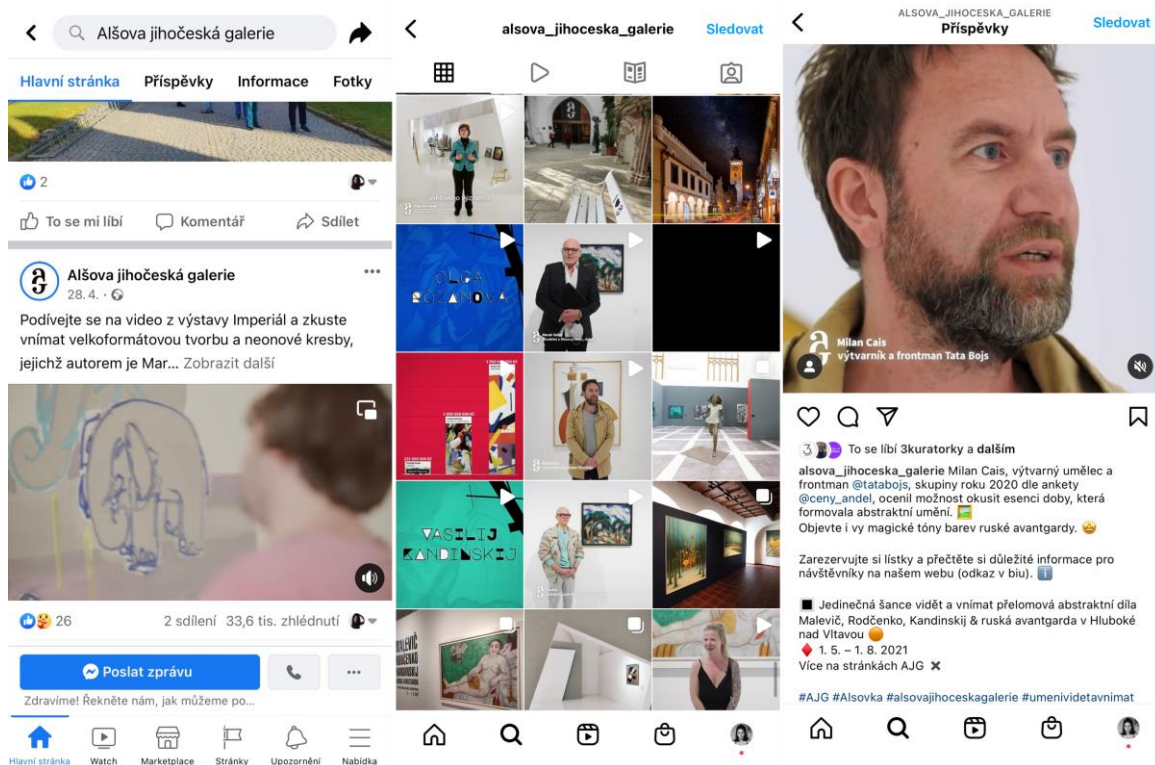 Alšova jihočeská galerie
Hlavní stránka Příspěvky Informace Fotky
2
To se mi líbí Komentář Sdílet
Alšova jihočeská galerie
28. 4.
Podívejte se na video z výstavy Imperiál a zkuste
vnímat velkoformátovou tvorbu a neonové kresby,
jejichž autorem je Mar... Zobrazit další
26 2 sdílení 33,6 tis. zhlédnutí
Poslat zprávu
Zdravíme! Řekněte nám, jak můžeme po...
Hlavní stránka Watch Marketplace Stránky Upozornění Nabídka
alsova_jihoceska_galerie Sledovat
OLGA
ROZANOVA
VASILIJ
KANDINSKIJ
MALEVIČ
RODČENKO
KANDINSKIJ
ALSOVA_JIHOCESKA_GALERIE
Příspěvky
Sledovat
Milan Cais
výtvarník a frontman Tata Bojs
To se líbí 3kuratorky a dalším
alsova_jihoceska_galerie Milan Cais, výtvarný umělec a
frontman @tatabojs, skupiny roku 2020 dle ankety
@ceny_andel, ocenil možnost okusit esenci doby, která
formovala abstraktní umění.
Objevte i vy magické tóny barev ruské avantgardy.
Zarezervujte si lístky a přečtěte si důležité informace pro
návštěvníky na našem webu (odkaz v biu).
Jedinečná šance vidět a vnímat přelomová abstraktní díla
Malevič, Rodčenko, Kandinskij & ruská avantgarda v Hluboké
nad Vltavou
1. 5. – 1. 8. 2021
Více na stránkách AJG
#AJG #Alsovka #alsovajihoceskagalerie #umenividetavnimat